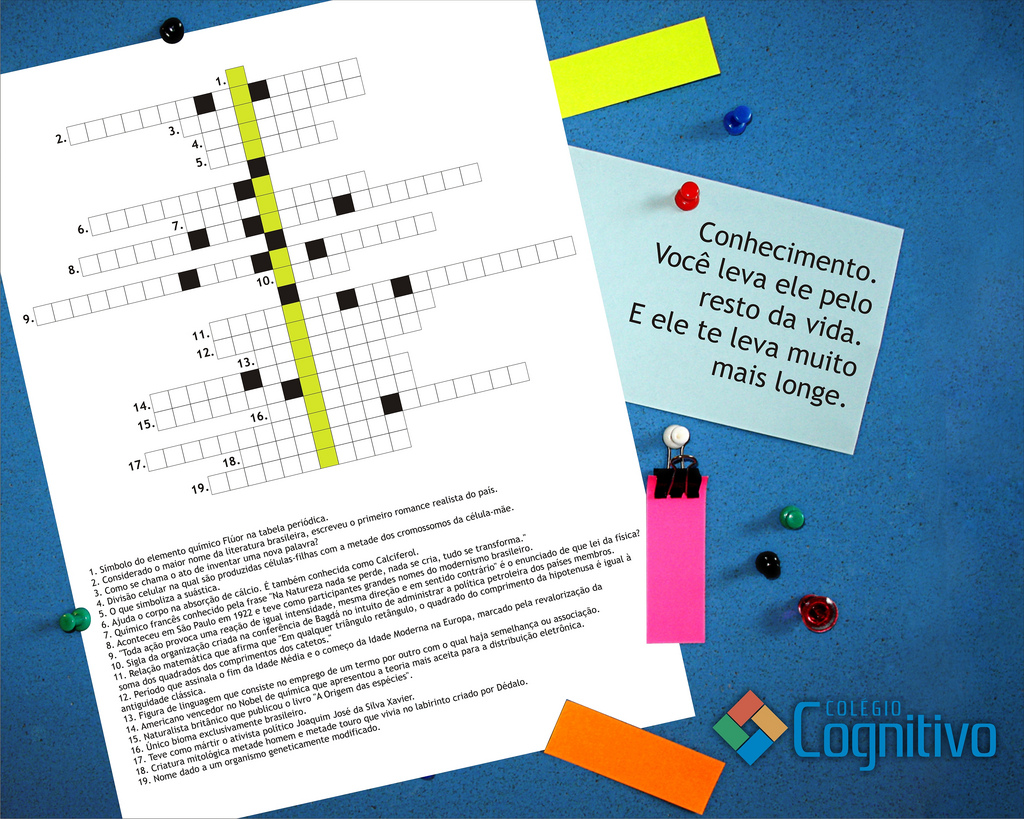 1.
2.
3.
4.
5.
6.
7.
8.
9.
10.
11.
12.
13.
14.
15.
16.
17.
18.
19.
1. Símbolo do elemento químico Flúor na tabela periódica.
2. Considerado o maior nome da literatura brasileira, escreveu o primeiro romance realista do país.
3. Como se chama o ato de inventar uma nova palavra?
4. Divisão celular na qual são produzidas células-filhas com a metade dos cromossomos da célula-mãe.
5. O que simboliza a suástica.
6. Ajuda o corpo na absorção de cálcio. É também conhecida como Calciferol.
7. Químico francês conhecido pela frase "Na Natureza nada se perde, nada se cria, tudo se transforma."
8. Aconteceu em São Paulo em 1922 e teve como participantes grandes nomes do modernismo brasileiro.
9. "Toda ação provoca uma reação de igual intensidade, mesma direção e em sentido contrário" é o enunciado de que lei da física?
10. Sigla da organização criada na conferência de Bagdá no intuito de administrar a política petroleira dos países membros.
11. Relação matemática que afirma que "Em qualquer triângulo retângulo, o quadrado do comprimento da hipotenusa é igual à
soma dos quadrados dos comprimentos dos catetos."
12. Período que assinala o fim da Idade Média e o começo da Idade Moderna na Europa, marcado pela revalorização da
antiguidade clássica.
13. Figura de linguagem que consiste no emprego de um termo por outro com o qual haja semelhança ou associação.
14. Americano vencedor no Nobel de química que apresentou a teoria mais aceita para a distribuição eletrônica.
15. Naturalista britânico que publicou o livro "A Origem das espécies".
16. Único bioma exclusivamente brasileiro.
17. Teve como mártir o ativista político Joaquim José da Silva Xavier.
18. Criatura mitológica metade homem e metade touro que vivia no labirinto criado por Dédalo.
19. Nome dado a um organismo geneticamente modificado.
Conhecimento.
Você leva ele pelo
resto da vida.
E ele te leva muito
mais longe.
COLEGIO
Cognitivo